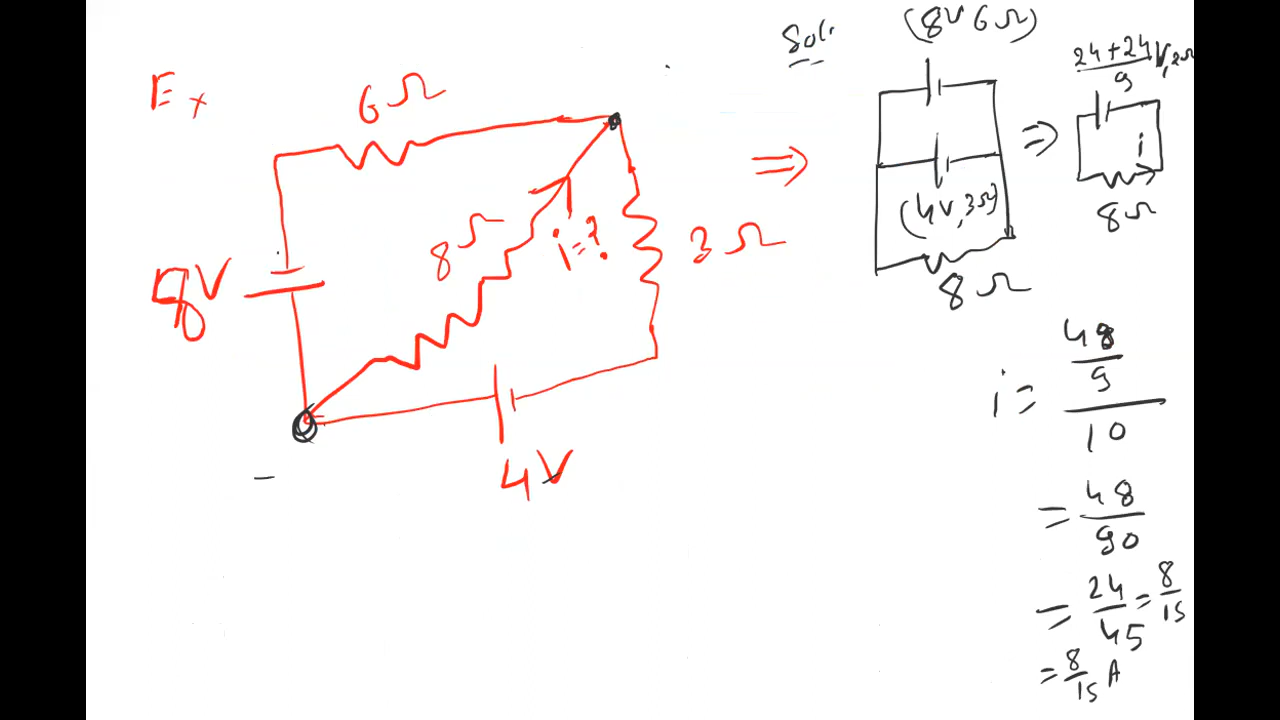 Ex
6Ω
8V
8Ω
i=?
3Ω
4V
Sol:
(8V 6Ω)
(4V, 3Ω)
8Ω
24+24/9 V, 2Ω
i
8Ω
i = 48/9 / 10
= 48/90
= 24/45 = 8/15
= 8/15 A